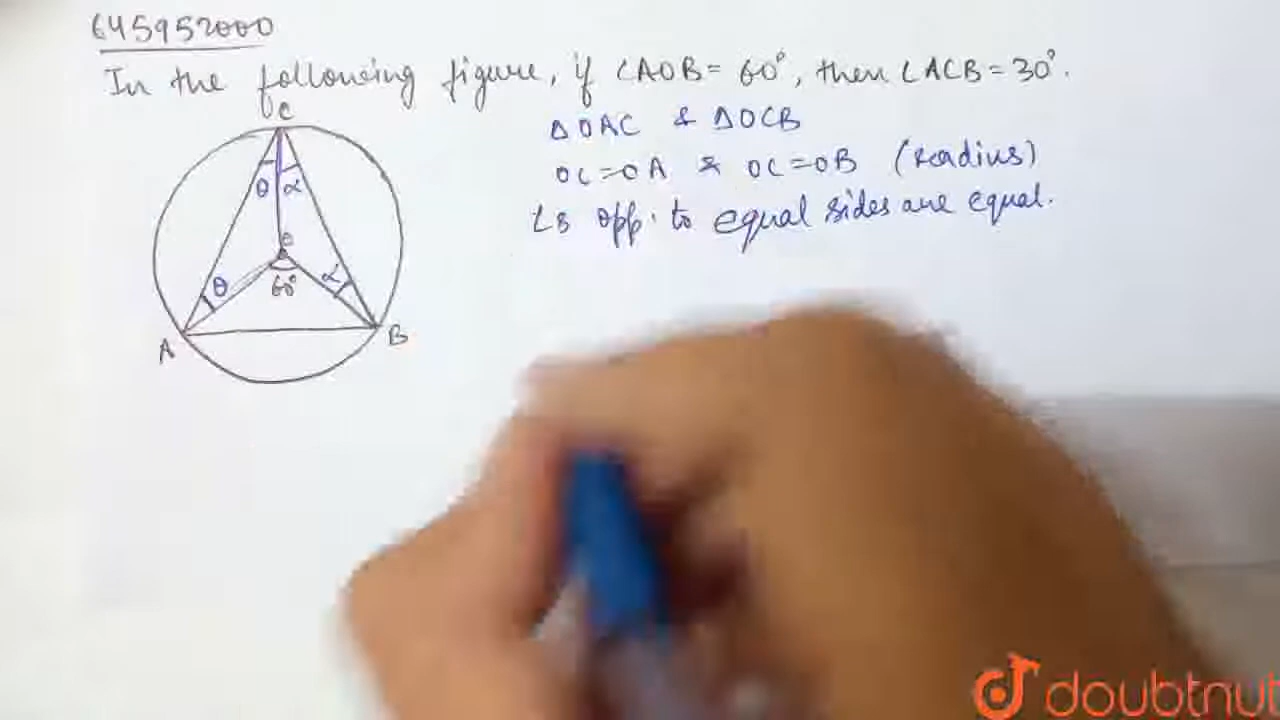 645952000
In the following figure, if ∠AOB = 60°, then ∠ACB = 30°.
C
θ α
O
θ 60° α
A B
ΔOAC & ΔOCB
OC = OA & OC = OB (radius)
∠s opp. to equal sides are equal.
doubtnut